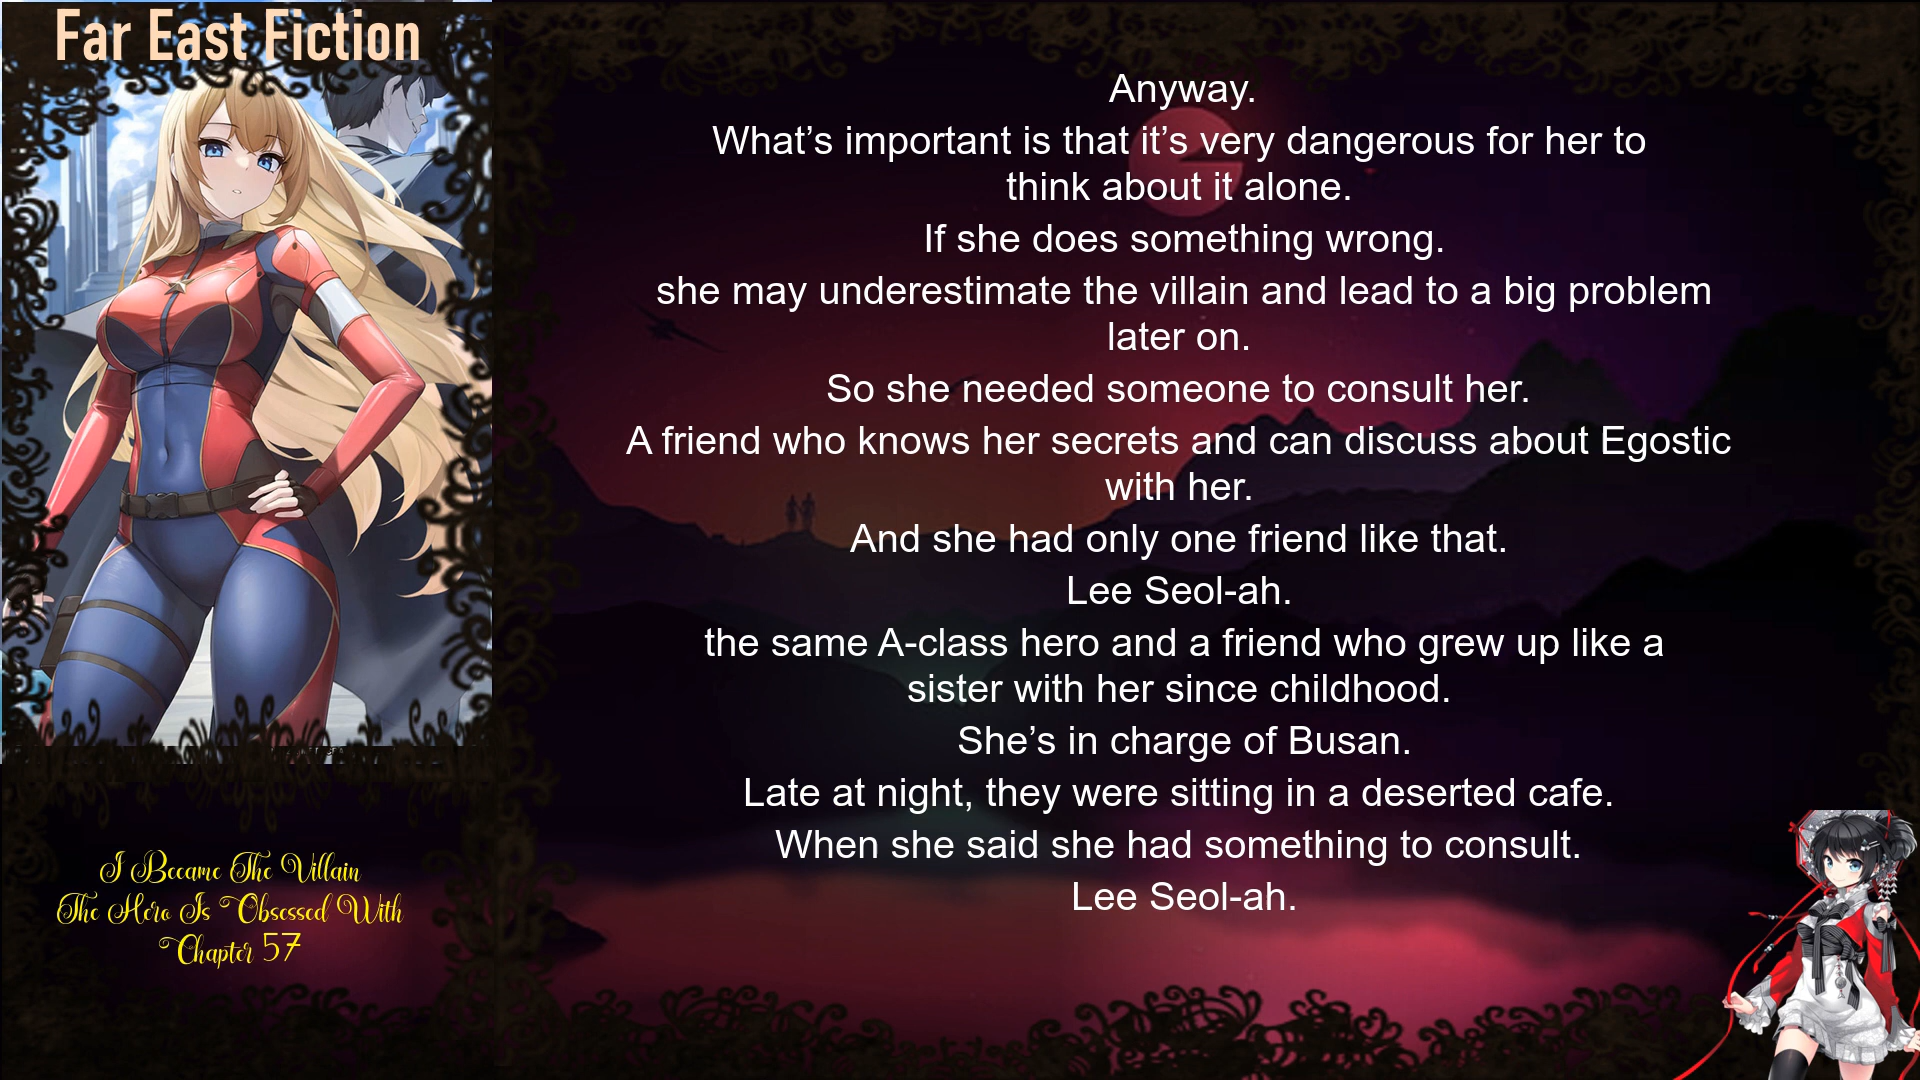 Far East Fiction
Anyway.
What’s important is that it’s very dangerous for her to
think about it alone.
If she does something wrong.
she may underestimate the villain and lead to a big problem
later on.
So she needed someone to consult her.
A friend who knows her secrets and can discuss about Egostic
with her.
And she had only one friend like that.
Lee Seol-ah.
the same A-class hero and a friend who grew up like a
sister with her since childhood.
She’s in charge of Busan.
Late at night, they were sitting in a deserted cafe.
When she said she had something to consult.
Lee Seol-ah.
I Became The Villain
The Hero Is Obsessed With
Chapter 57